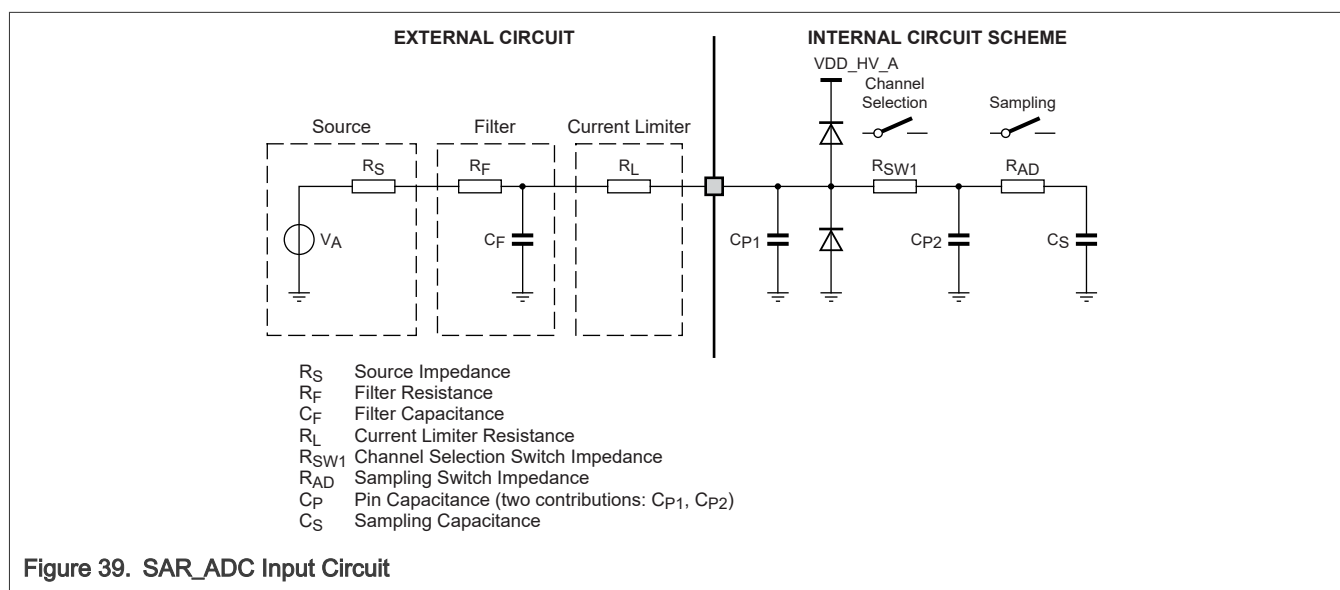 EXTERNAL CIRCUIT
INTERNAL CIRCUIT SCHEME
VDD_HV_A
Channel
Selection
Sampling
Source
Filter
Current Limiter
RS
RF
RL
RSW1
RAD
VA
CF
CP1
CP2
CS
RS Source Impedance
RF Filter Resistance
CF Filter Capacitance
RL Current Limiter Resistance
RSW1 Channel Selection Switch Impedance
RAD Sampling Switch Impedance
CP Pin Capacitance (two contributions: CP1, CP2)
CS Sampling Capacitance
Figure 39. SAR_ADC Input Circuit